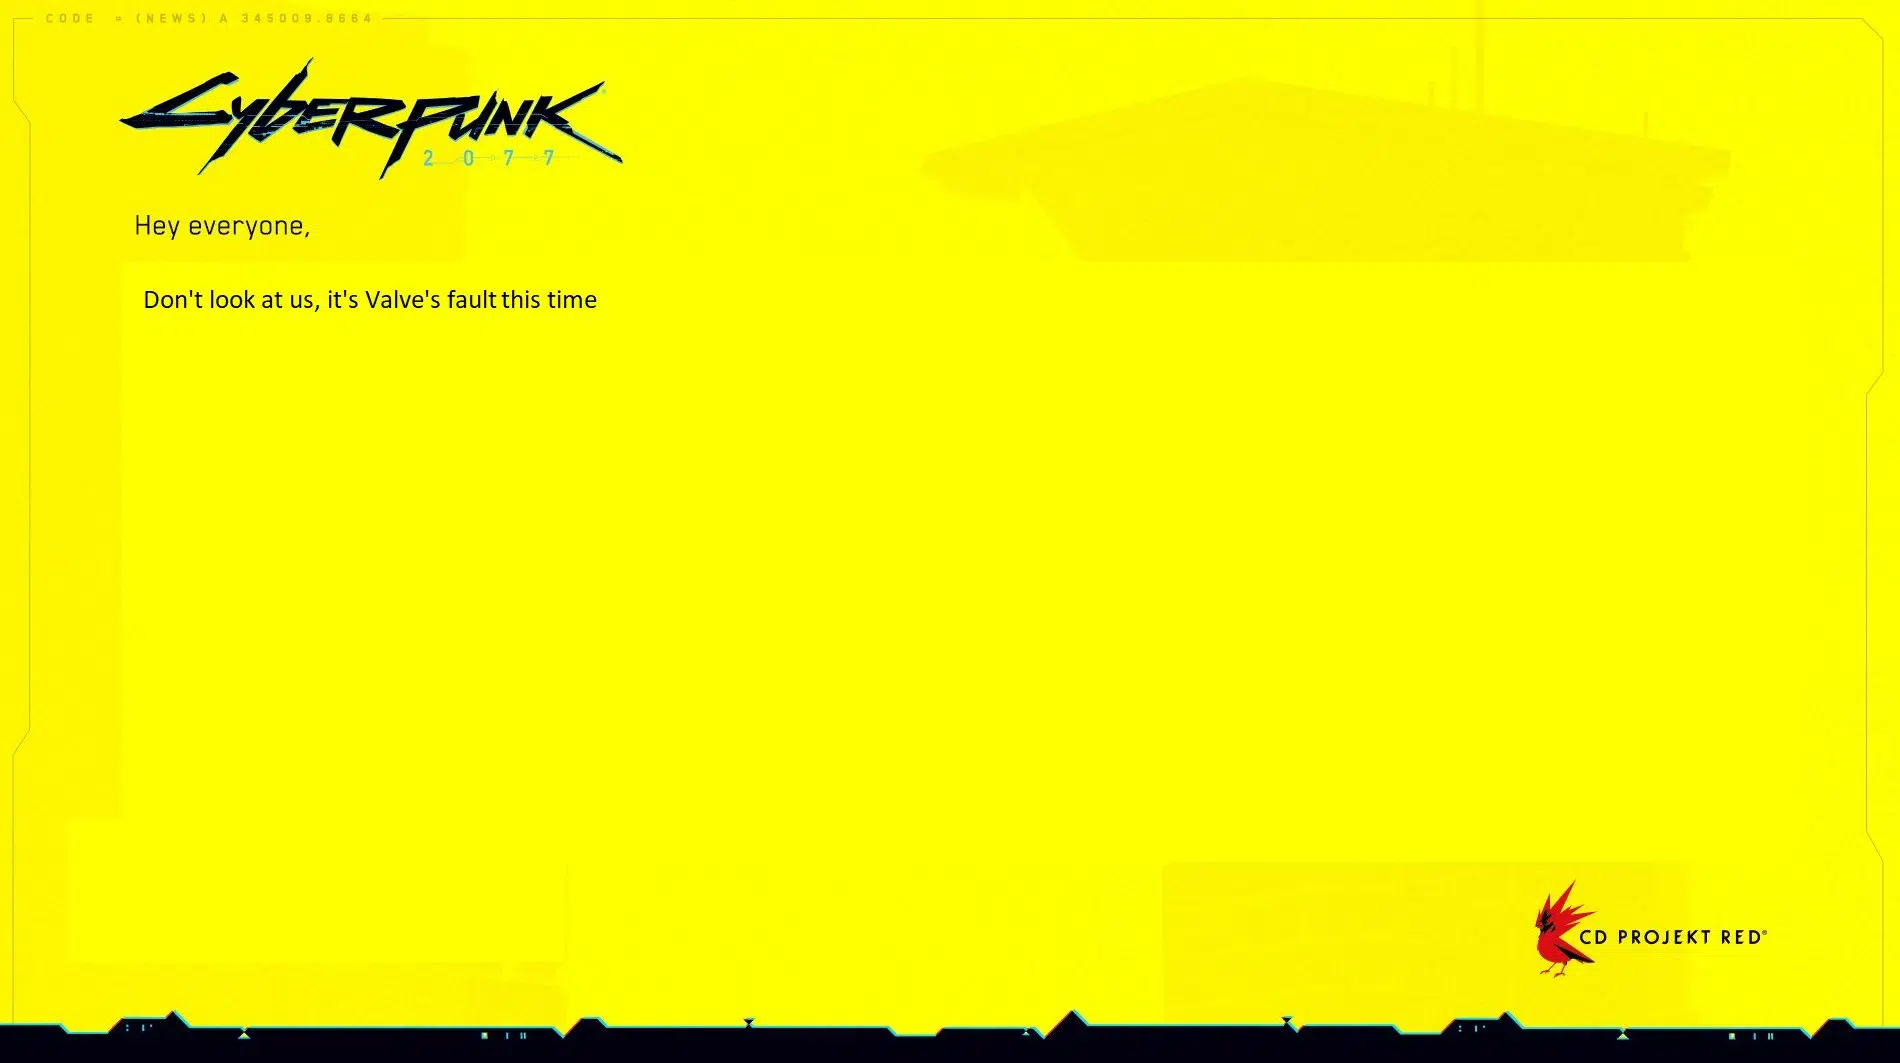 CODE = (NEWS) A 345009.8664
CYBERPUNK
2077
Hey everyone,
Don't look at us, it's Valve's fault this time
CD PROJEKT RED®